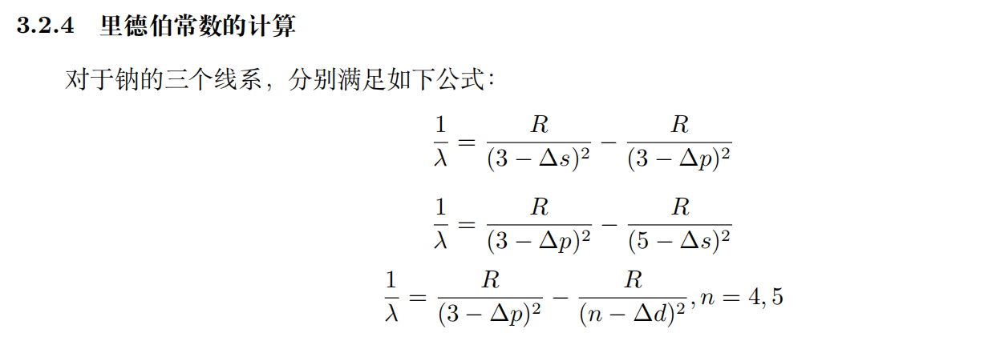 3.2.4 里德伯常数的计算
对于钠的三个线系，分别满足如下公式：
\frac{1}{\lambda} = \frac{R}{(3 - \Delta s)^2} - \frac{R}{(3 - \Delta p)^2}
\frac{1}{\lambda} = \frac{R}{(3 - \Delta p)^2} - \frac{R}{(5 - \Delta s)^2}
\frac{1}{\lambda} = \frac{R}{(3 - \Delta p)^2} - \frac{R}{(n - \Delta d)^2}, n = 4, 5